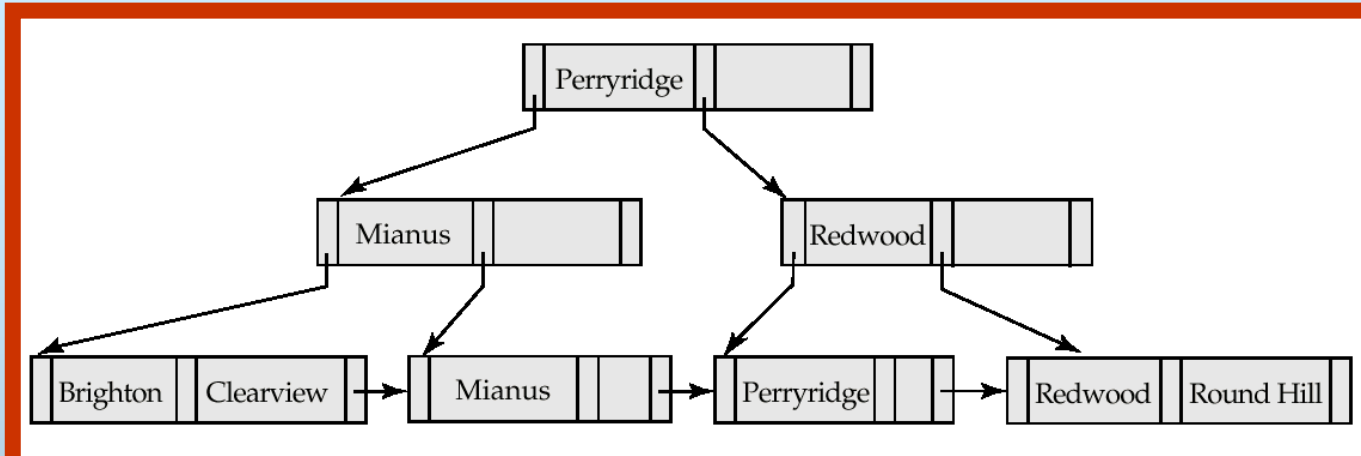 Perryridge
Mianus
Redwood
Brighton
Clearview
Mianus
Perryridge
Redwood
Round Hill